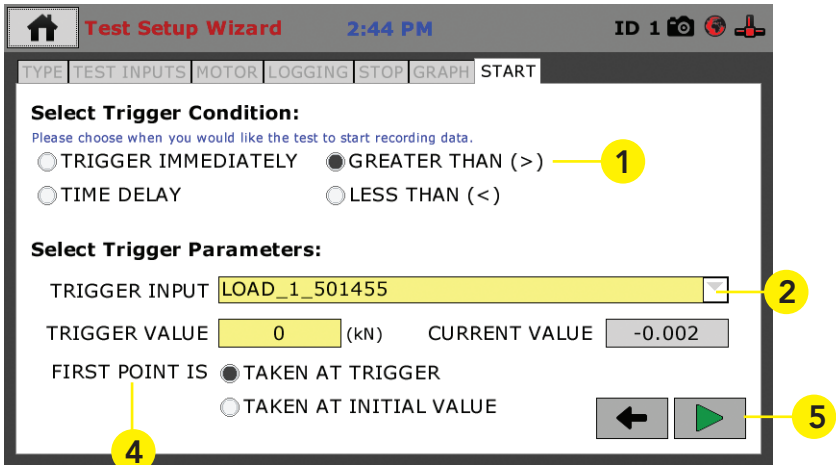 Test Setup Wizard 2:44 PM ID 1
TYPE TEST INPUTS MOTOR LOGGING STOP GRAPH START
Select Trigger Condition:
Please choose when you would like the test to start recording data.
TRIGGER IMMEDIATELY GREATER THAN (>) 1
TIME DELAY LESS THAN (<)
Select Trigger Parameters:
TRIGGER INPUT LOAD_1_501455 2
TRIGGER VALUE 0 (kN) CURRENT VALUE -0.002
FIRST POINT IS TAKEN AT TRIGGER
TAKEN AT INITIAL VALUE 5
4